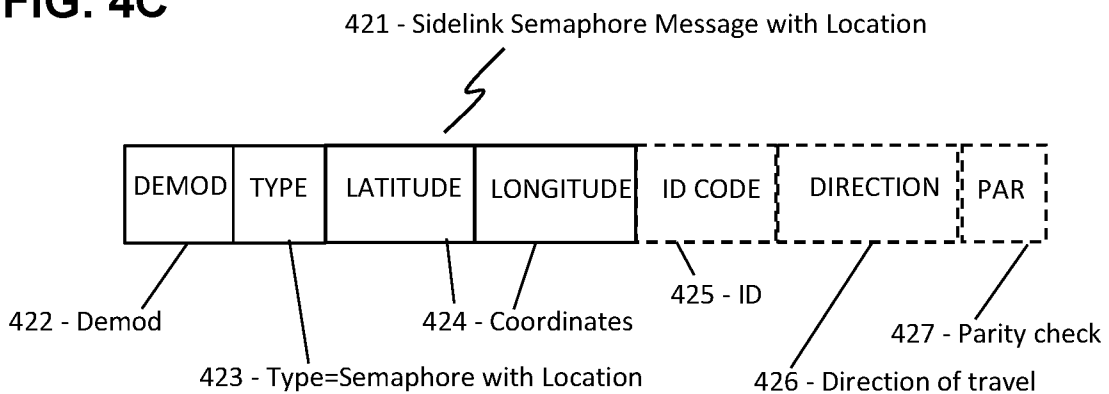 FIG. 4C
421 - Sidelink Semaphore Message with Location
DEMOD TYPE LATITUDE LONGITUDE ID CODE DIRECTION PAR
425 - ID
422 - Demod
424 - Coordinates
427 - Parity check
423 - Type=Semaphore with Location
426 - Direction of travel